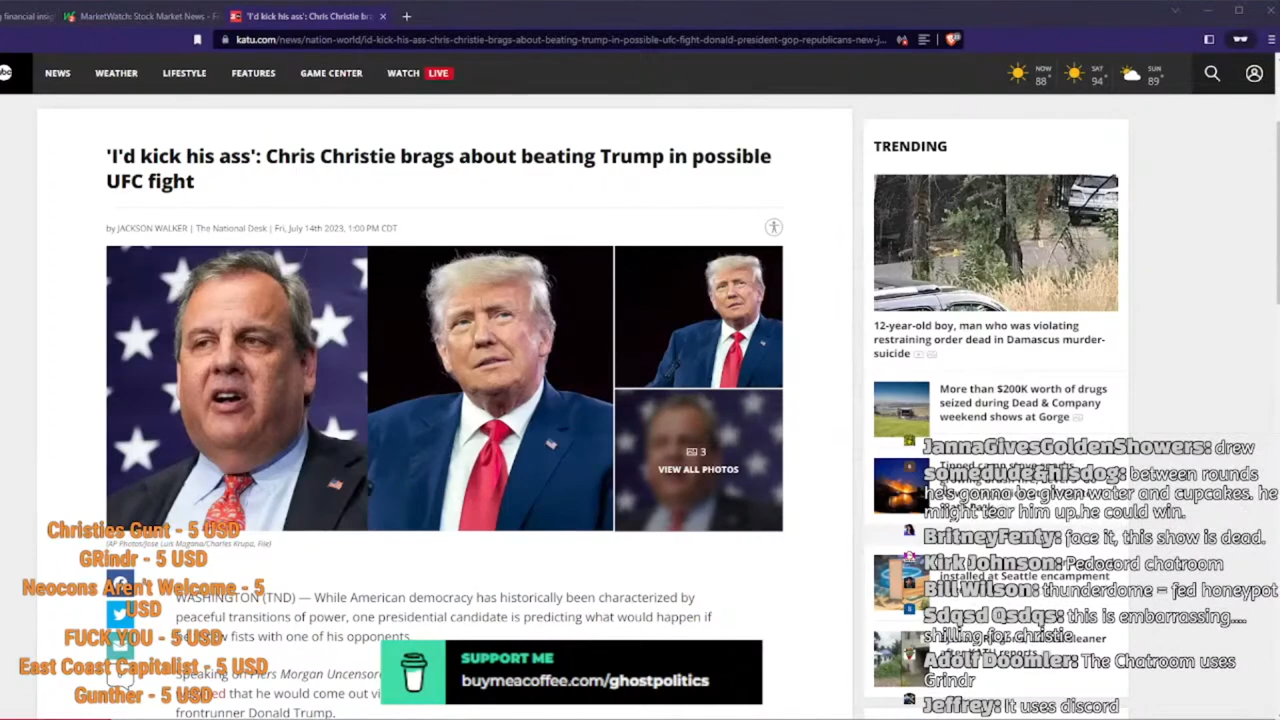 g financial insig
MarketWatch: Stock Market News - Fi
'I'd kick his ass': Chris Christie bra
katu.com/news/nation-world/id-kick-his-ass-chris-christie-brags-about-beating-trump-in-possible-ufc-fight-donald-president-gop-republicans-new-j...
abc
NEWS
WEATHER
LIFESTYLE
FEATURES
GAME CENTER
WATCH LIVE
NOW
88°
SAT
94°
SUN
89°
'I'd kick his ass': Chris Christie brags about beating Trump in possible
UFC fight
by JACKSON WALKER | The National Desk | Fri, July 14th 2023, 1:00 PM CDT
3
VIEW ALL PHOTOS
(AP Photos/Jose Luis Magana/Charles Krupa, File)
WASHINGTON (TND) — While American democracy has historically been characterized by
peaceful transitions of power, one presidential candidate is predicting what would happen if
fists with one of his opponents.
Speaking on Piers Morgan Uncensore
that he would come out vi
frontrunner Donald Trump.
Christies Gunt - 5 USD
GRindr - 5 USD
Neocons Aren't Welcome - 5
USD
FUCK YOU - 5 USD
East Coast Capitalist - 5 USD
Gunther - 5 USD
SUPPORT ME
buymeacoffee.com/ghostpolitics
TRENDING
12-year-old boy, man who was violating
restraining order dead in Damascus murder-
suicide
More than $200K worth of drugs
seized during Dead & Company
weekend shows at Gorge
installed at Seattle encampment
JannaGivesGoldenShowers: drew
somedudethisdog: between rounds
he's gonna be given water and cupcakes. he
miight tear him up.he could win.
BritneyFenty: face it, this show is dead.
Kirk Johnson: Pedocord chatroom
Bill Wilson: thunderdome = fed honeypot
Sdqsd Qsdqs: this is embarrassing....
shilling for christie
Adolf Doomler: The Chatroom uses
Grindr
Jeffrey: It uses discord